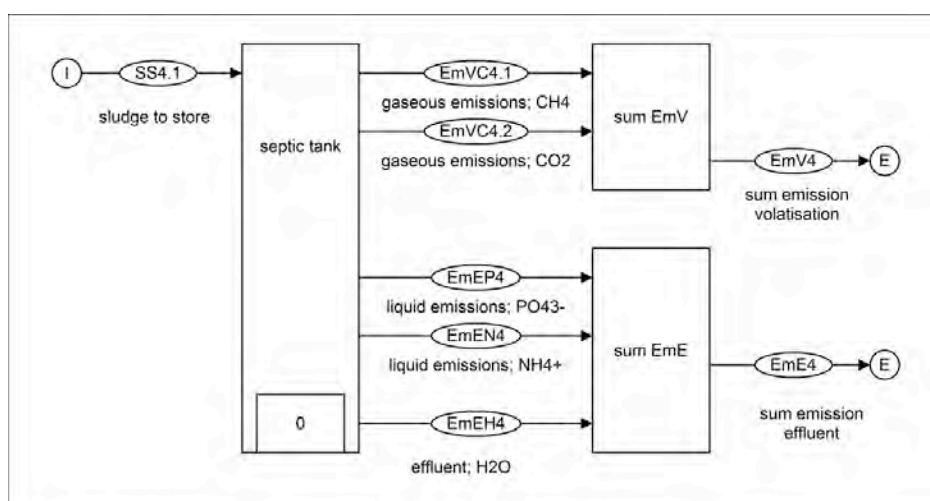 I
SS4.1
sludge to store
septic tank
0
EmVC4.1
gaseous emissions; CH4
EmVC4.2
gaseous emissions; CO2
sum EmV
EmV4
E
sum emission
volatisation
EmEP4
liquid emissions; PO43-
EmEN4
liquid emissions; NH4+
EmEH4
effluent; H2O
sum EmE
EmE4
E
sum emission
effluent